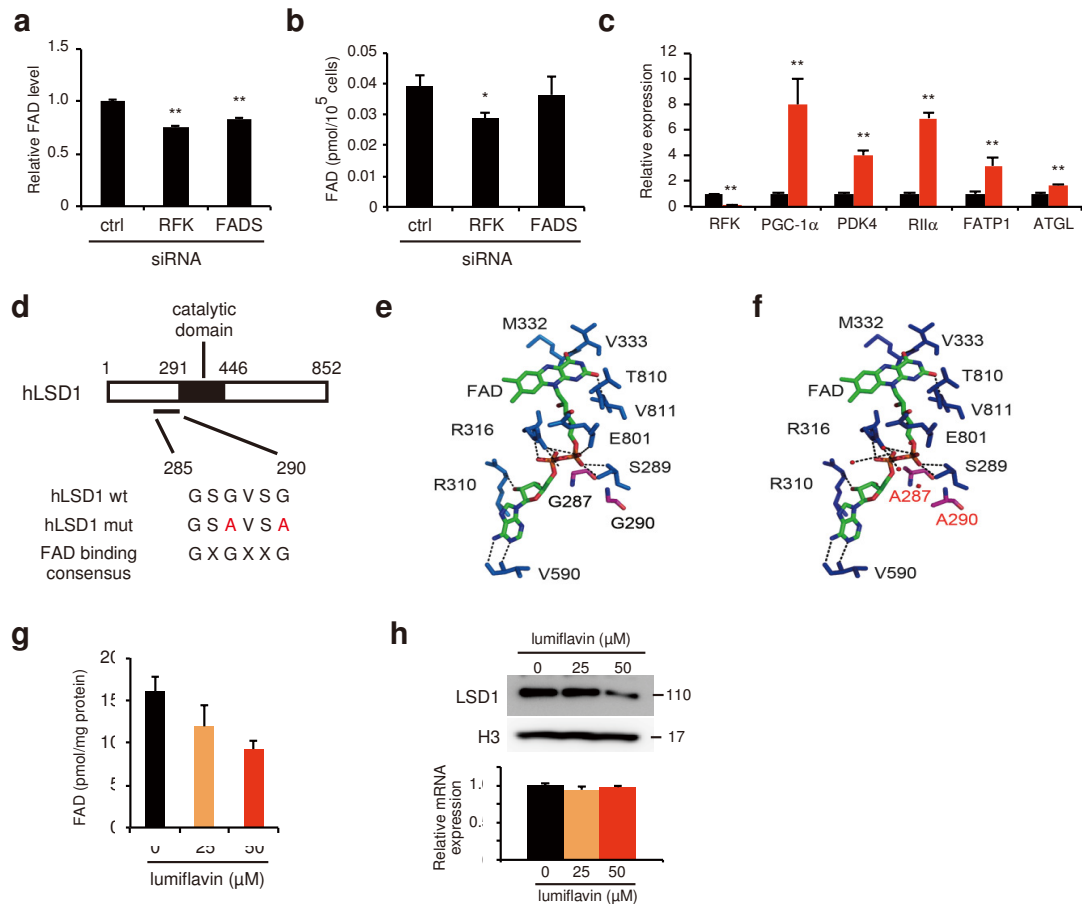 a
Relative FAD level
1.5
1.0
0.5
0
** **
ctrl RFK FADS
siRNA
b
FAD (pmol/10^5 cells)
0.05
0.04
0.03
0.02
0.01
0
*
ctrl RFK FADS
siRNA
c
Relative expression
12
10
8
6
4
2
0
** ** ** ** ** **
RFK PGC-1α PDK4 RIIα FATP1 ATGL
d
catalytic
domain
1 291 446 852
hLSD1
285 290
hLSD1 wt G S G V S G
hLSD1 mut G S A V S A
FAD binding
consensus
G X G X X G
e
M332
V333
FAD
T810
V811
R316
E801
S289
R310
G287
G290
V590
f
M332
V333
FAD
T810
V811
R316
E801
S289
R310
A287
A290
V590
g
FAD (pmol/mg protein)
20
15
10
5
0 25 50
lumiflavin (µM)
h
lumiflavin (µM)
0 25 50
LSD1 110
H3 17
Relative mRNA
expression
0 25 50
lumiflavin (µM)